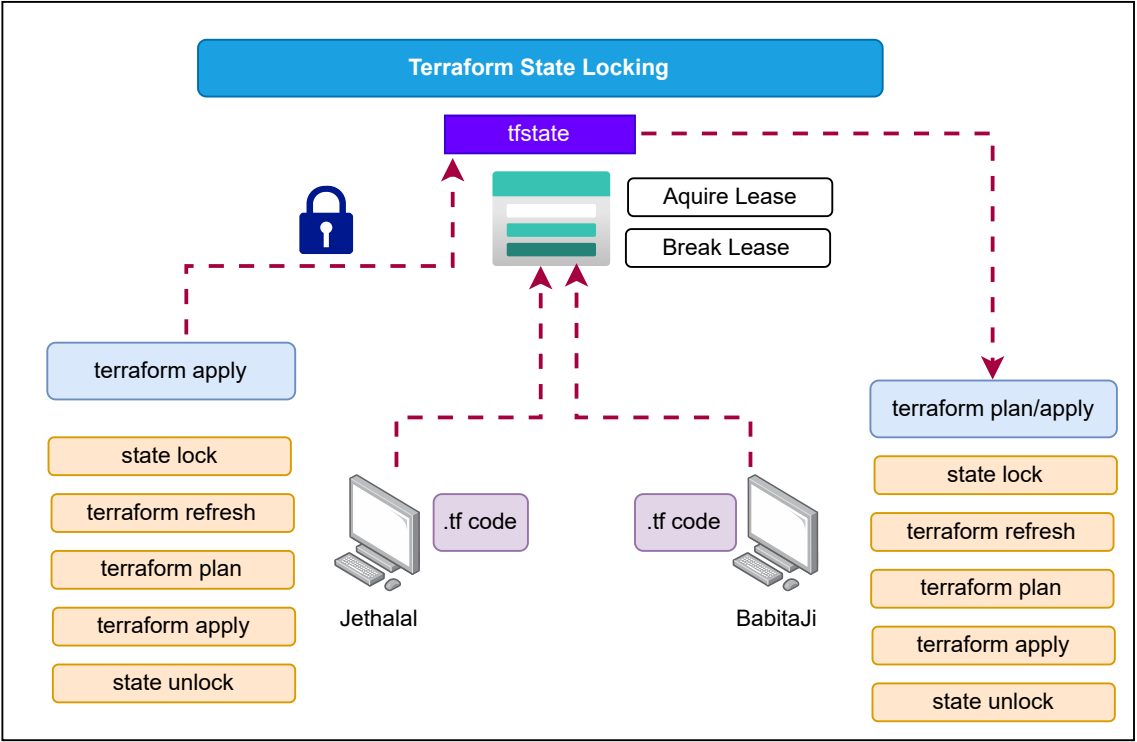 Terraform State Locking
tfstate
Aquire Lease
Break Lease
terraform apply
state lock
terraform refresh
terraform plan
terraform apply
state unlock
.tf code
Jethalal
.tf code
BabitaJi
terraform plan/apply
state lock
terraform refresh
terraform plan
terraform apply
state unlock